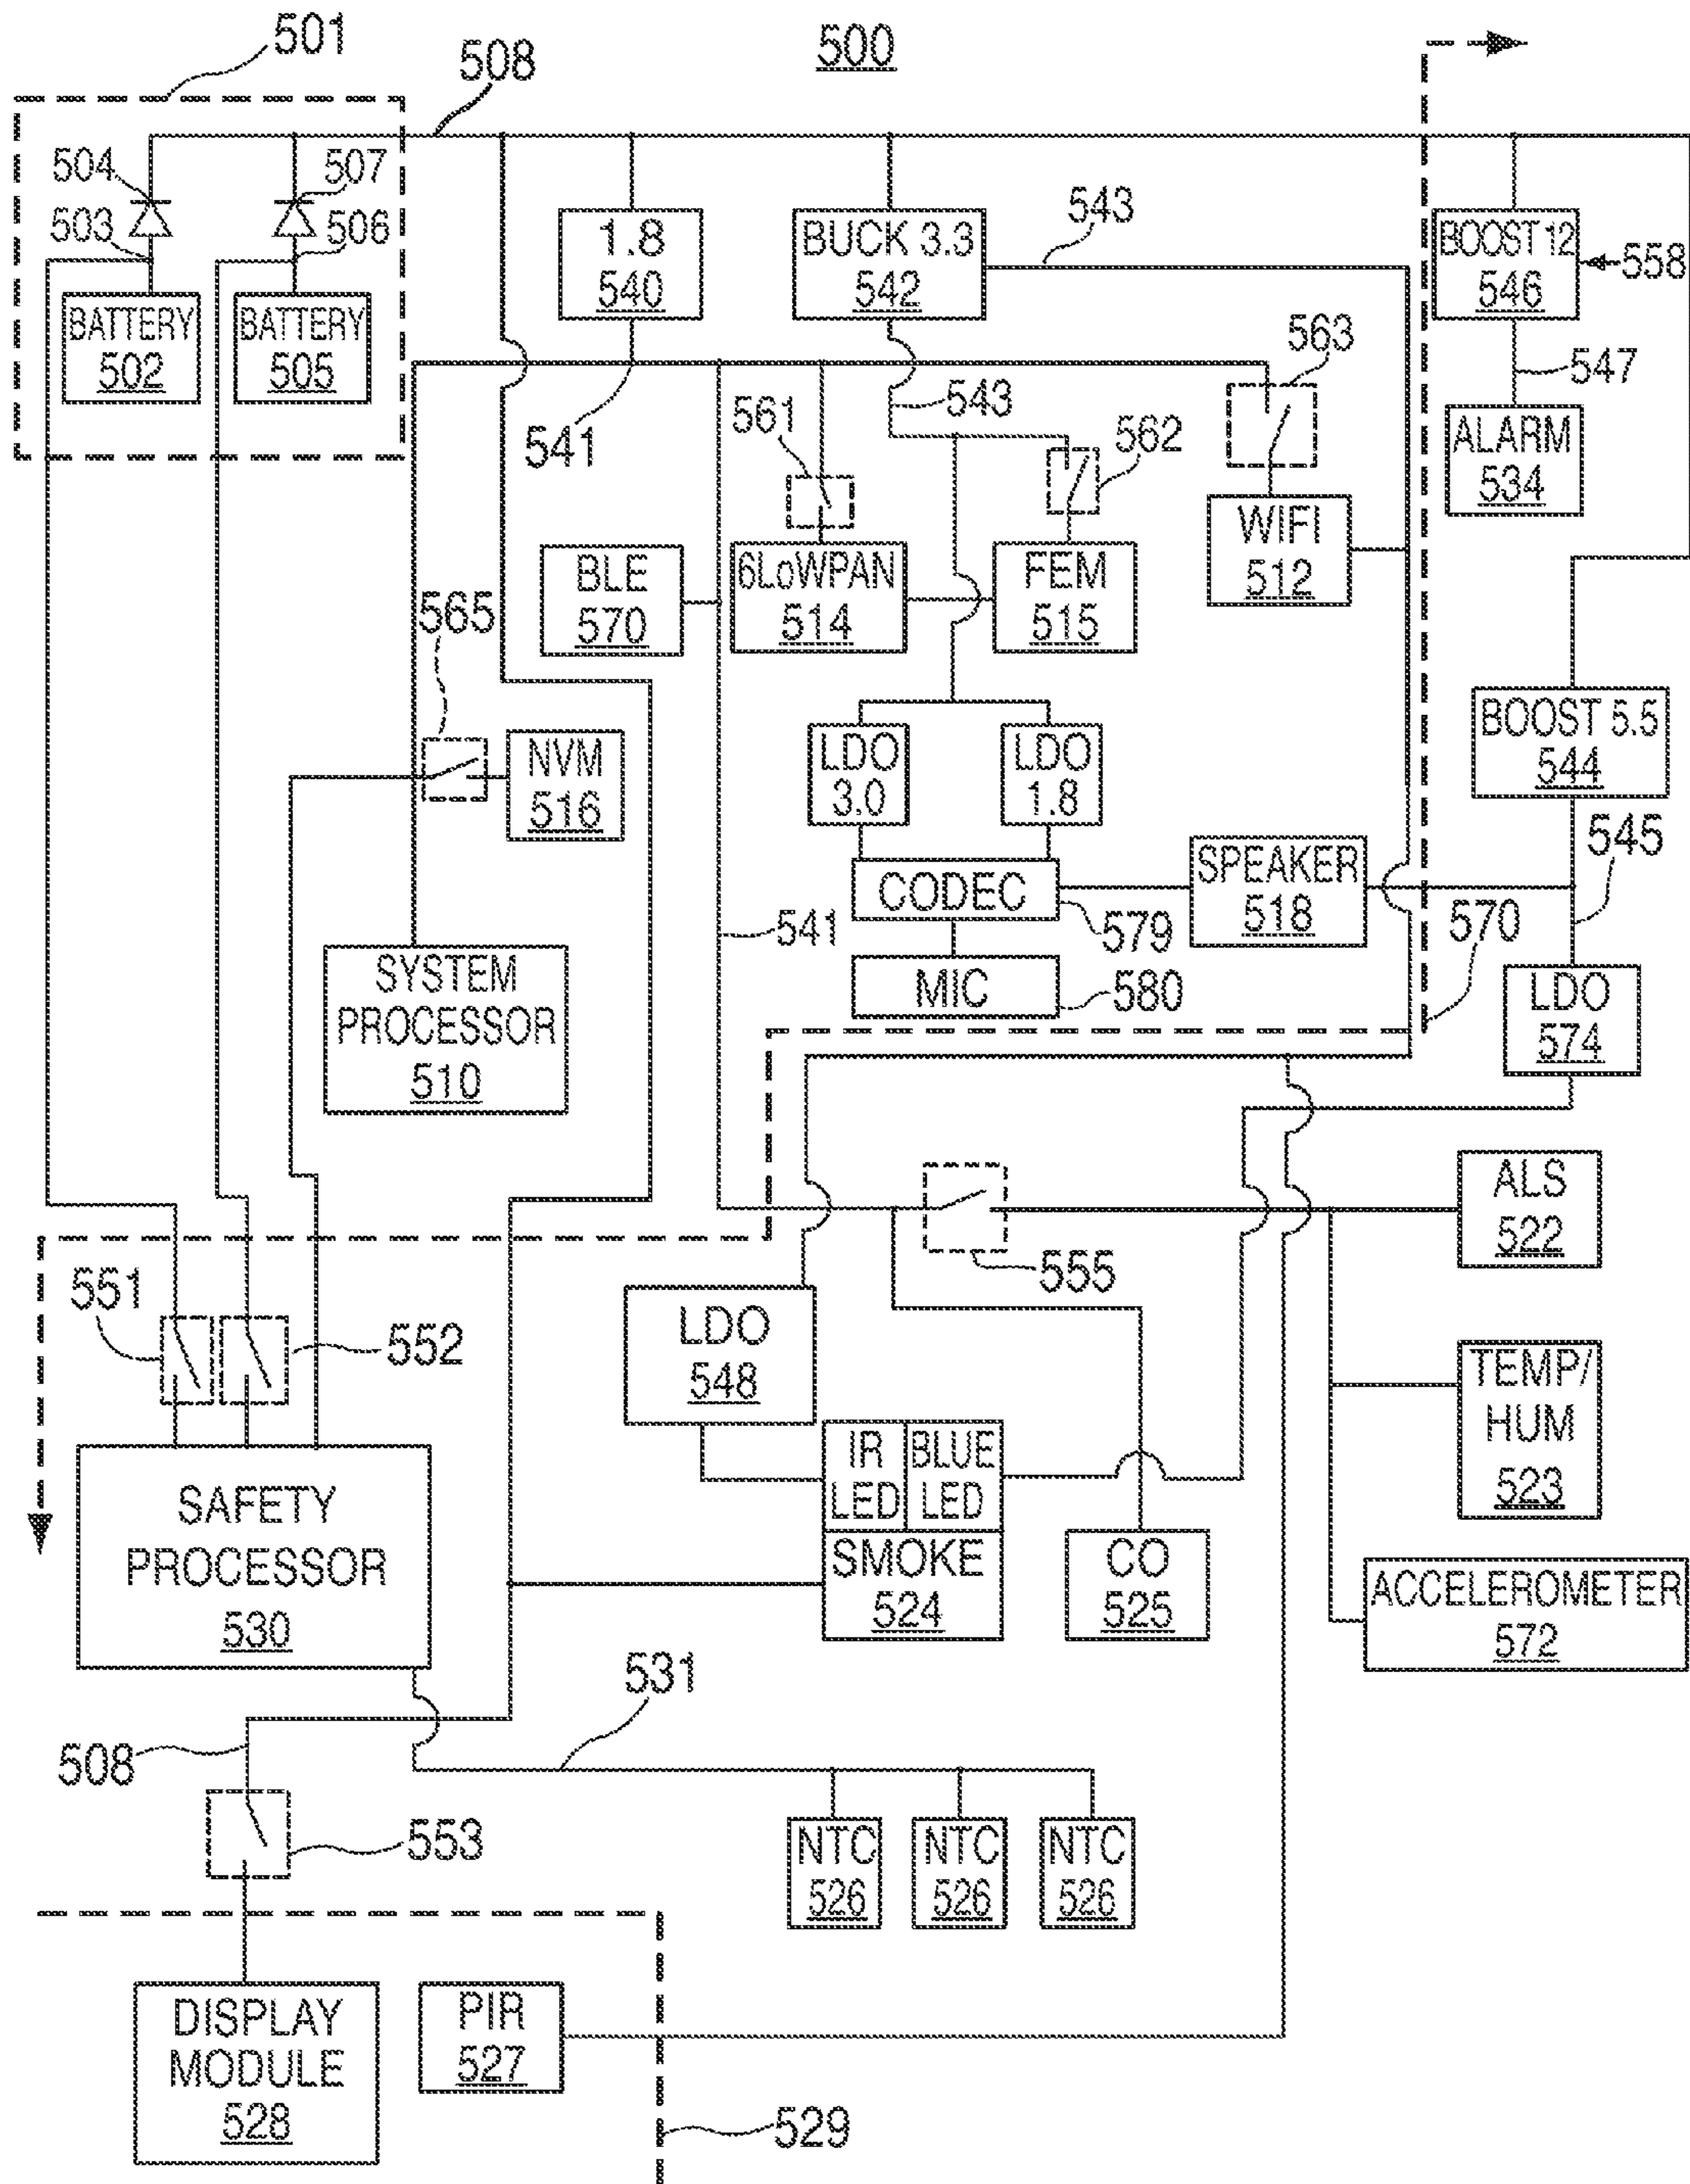 500
501
508
504
507
503
506
BATTERY
502
BATTERY
505
1.8
540
BUCK 3.3
542
543
BOOST 12
546
558
563
547
541
543
561
562
ALARM
534
WIFI
512
BLE
570
6LoWPAN
514
FEM
515
565
NVM
516
LDO
3.0
LDO
1.8
BOOST 5.5
544
545
CODEC
579
SPEAKER
518
570
541
MIC
580
SYSTEM
PROCESSOR
510
LDO
574
ALS
522
555
551
552
LDO
548
TEMP/
HUM
523
IR
LED
BLUE
LED
SMOKE
524
CO
525
ACCELEROMETER
572
SAFETY
PROCESSOR
530
531
508
553
NTC
526
NTC
526
NTC
526
DISPLAY
MODULE
528
PIR
527
529